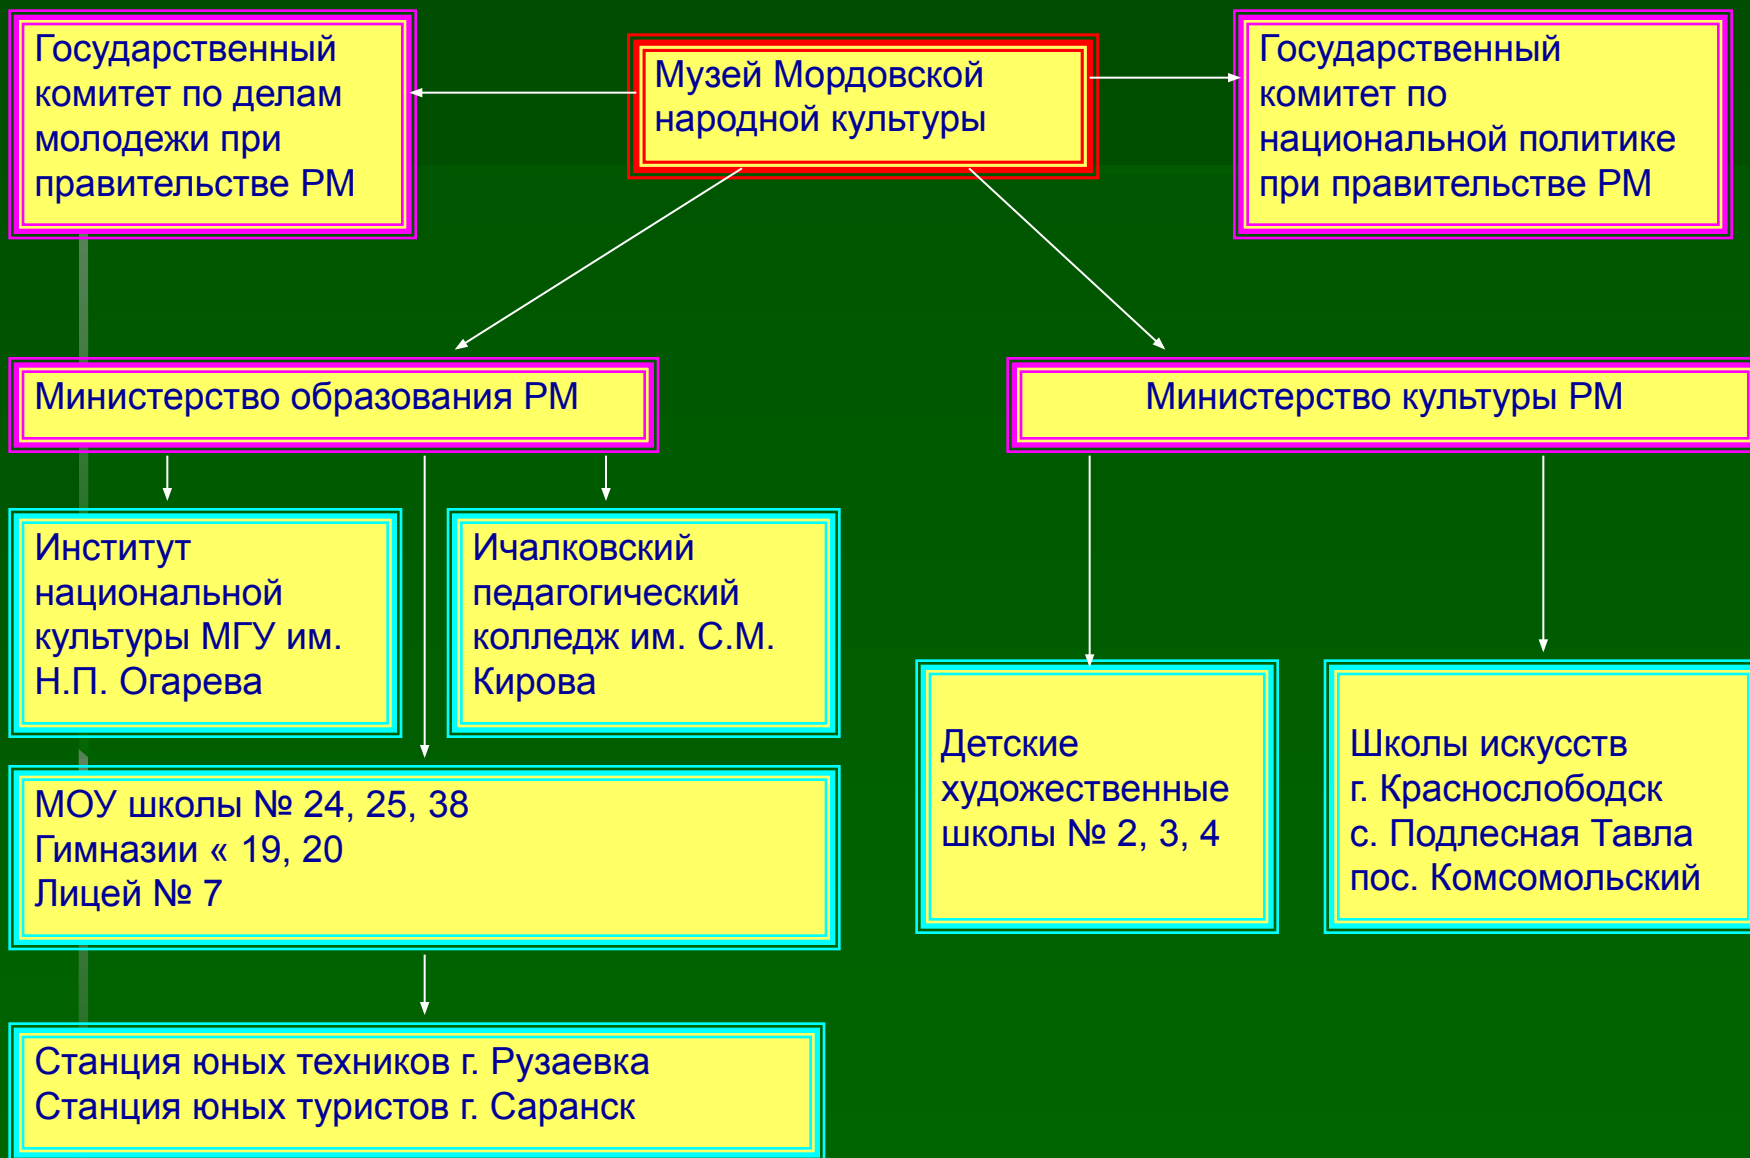 Государственный
комитет по делам
молодежи при
правительстве РМ
Музей Мордовской
народной культуры
Государственный
комитет по
национальной политике
при правительстве РМ
Министерство образования РМ
Министерство культуры РМ
Институт
национальной
культуры МГУ им.
Н.П. Огарева
Ичалковский
педагогический
колледж им. С.М.
Кирова
МОУ школы № 24, 25, 38
Гимназии « 19, 20
Лицей № 7
Детские
художественные
школы № 2, 3, 4
Школы искусств
г. Краснослободск
с. Подлесная Тавла
пос. Комсомольский
Станция юных техников г. Рузаевка
Станция юных туристов г. Саранск